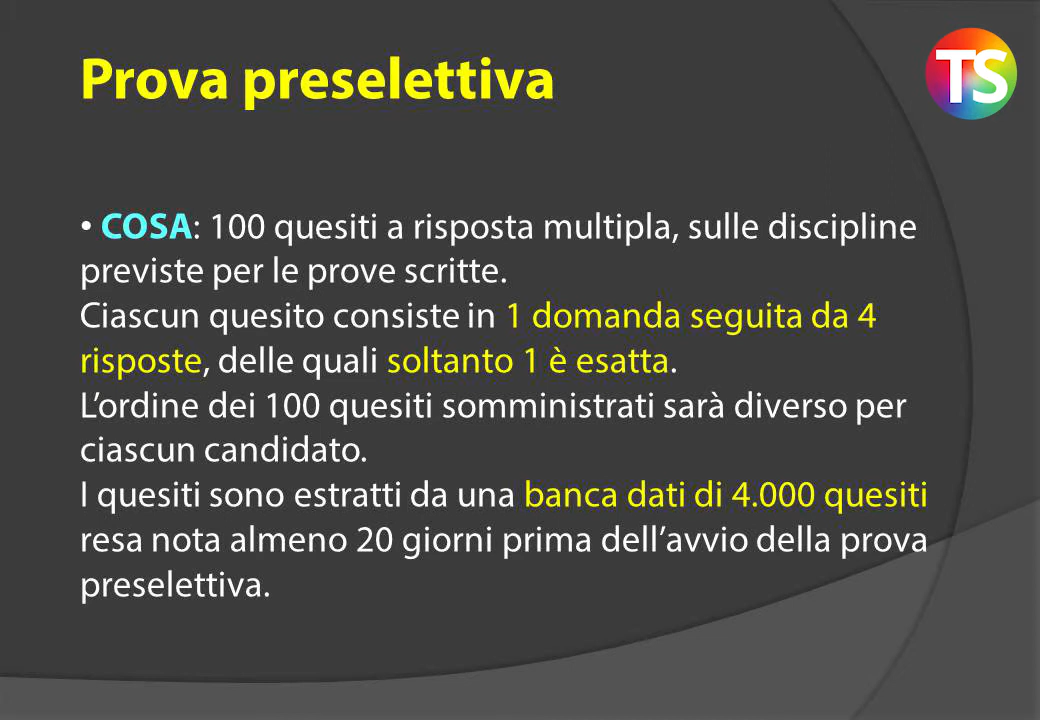 Prova preselettiva
TS
• COSA: 100 quesiti a risposta multipla, sulle discipline
previste per le prove scritte.
Ciascun quesito consiste in 1 domanda seguita da 4
risposte, delle quali soltanto 1 è esatta.
L’ordine dei 100 quesiti somministrati sarà diverso per
ciascun candidato.
I quesiti sono estratti da una banca dati di 4.000 quesiti
resa nota almeno 20 giorni prima dell’avvio della prova
preselettiva.